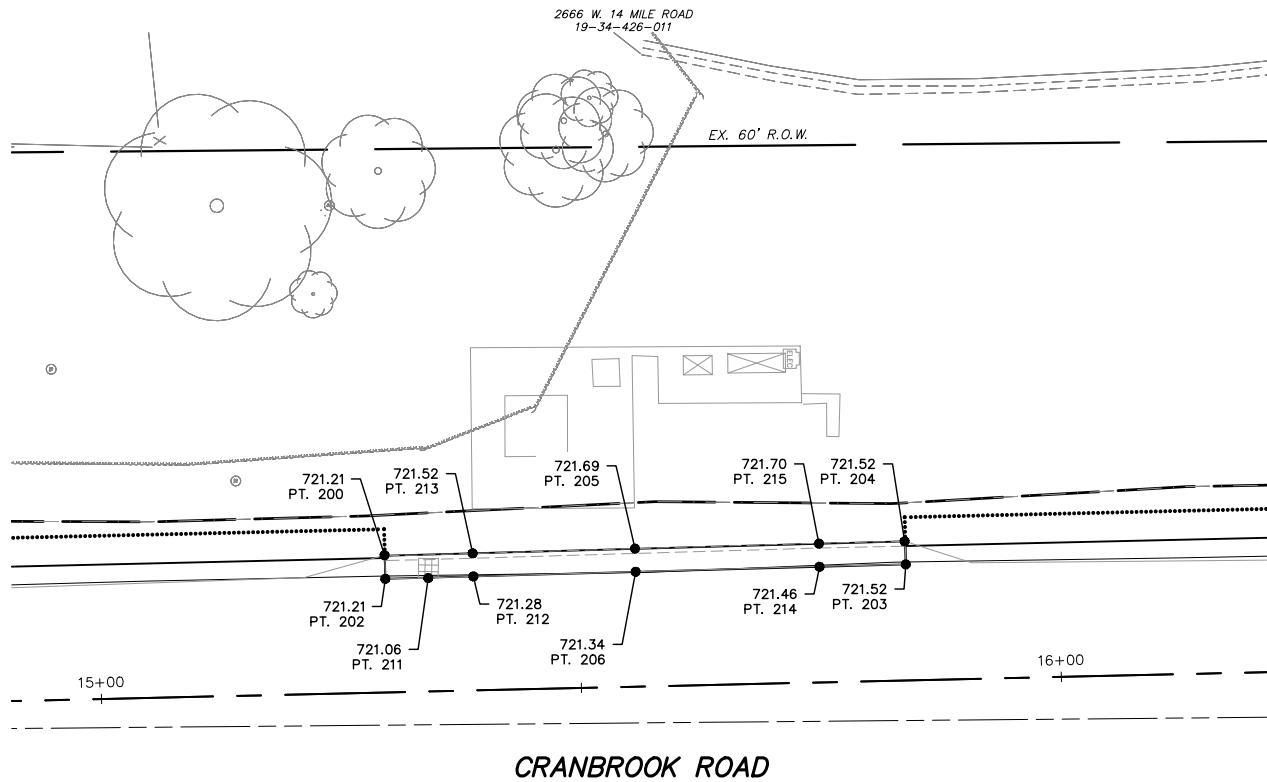 2666 W. 14 MILE ROAD
19-34-426-011
EX. 60' R.O.W.
ELEC
721.21
PT. 200
721.52
PT. 213
721.69
PT. 205
721.70
PT. 215
721.52
PT. 204
721.21
PT. 202
721.06
PT. 211
721.28
PT. 212
721.34
PT. 206
721.46
PT. 214
721.52
PT. 203
15+00
16+00
CRANBROOK ROAD